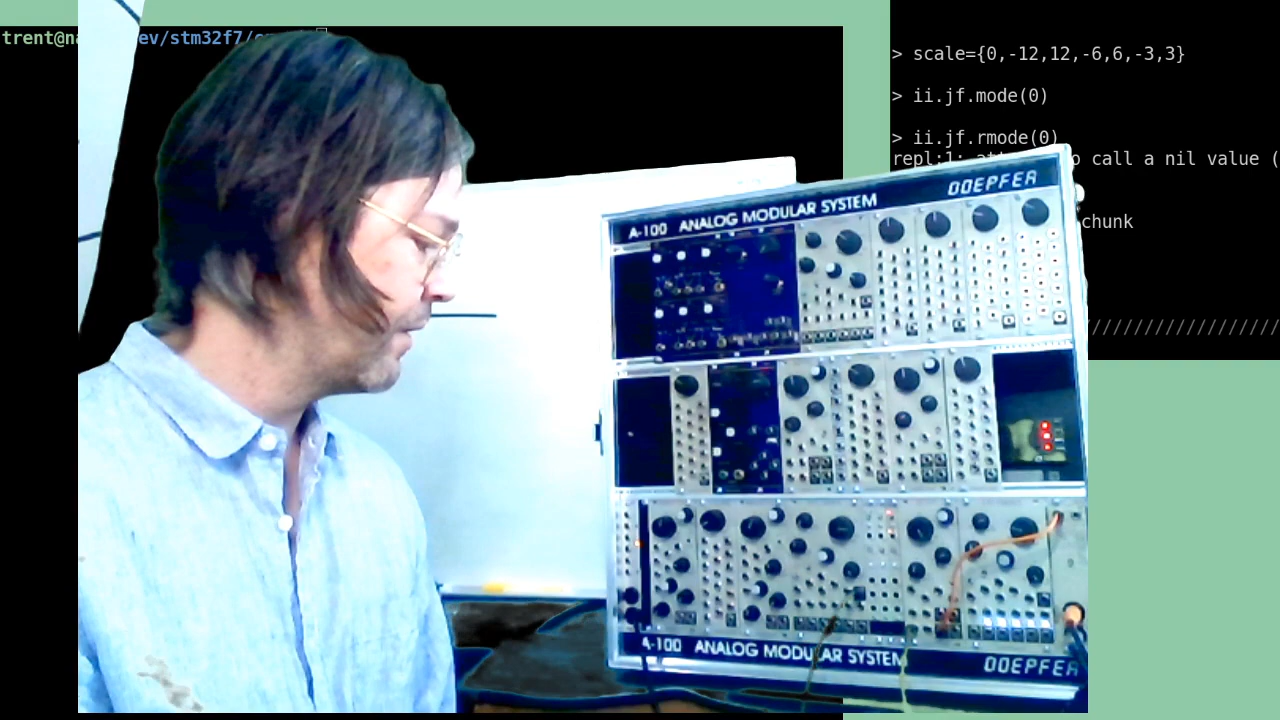 trent@na
ev/stm32f7/
> scale={0,-12,12,-6,6,-3,3}
> ii.jf.mode(0)
> ii.jf.rmode(0)
repl:1: o call a nil value (
chunk
//////////////////
DOEPFER
A-100 ANALOG MODULAR SYSTEM
A-100 ANALOG MODULAR SYSTEM
DOEPFER